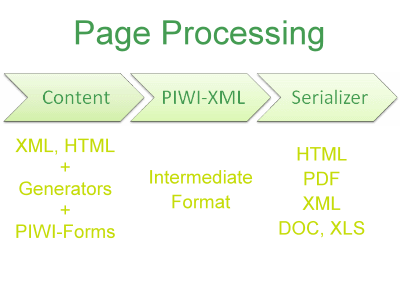 Page Processing
Content
PIWI-XML
Serializer
XML, HTML
+
Generators
+
PIWI-Forms
Intermediate
Format
HTML
PDF
XML
DOC, XLS